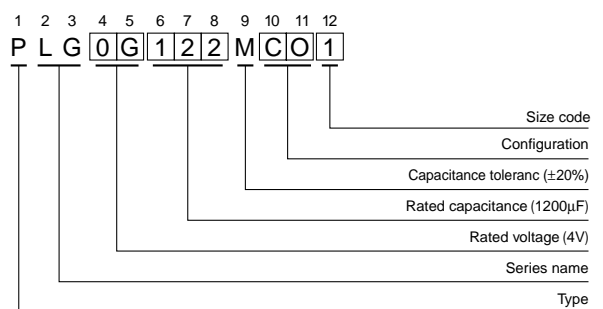 1 2 3 4 5 6 7 8 9 10 11 12
P L G 0 G 1 2 2 M C O 1
Size code
Configuration
Capacitance toleranc (±20%)
Rated capacitance (1200µF)
Rated voltage (4V)
Series name
Type